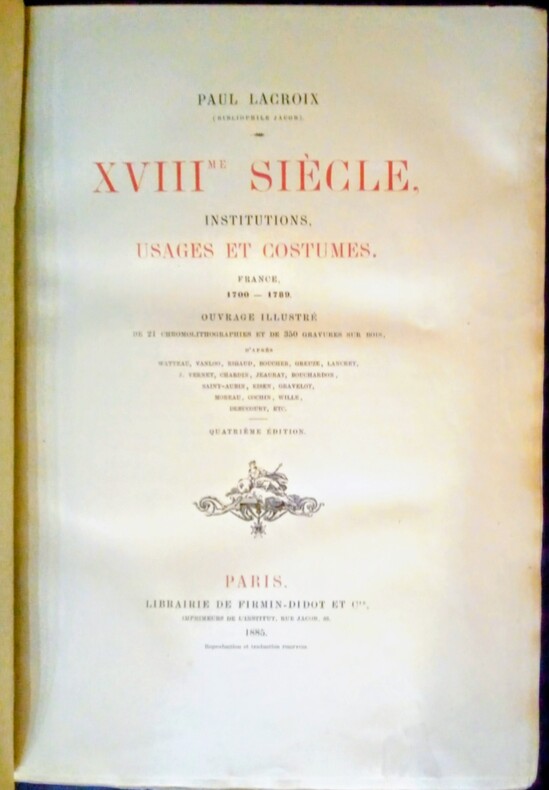 PAUL LACROIX
(BIBLIOPHILE JACOB).
XVIIIME SIÈCLE,
INSTITUTIONS,
USAGES ET COSTUMES.
FRANCE,
1700 — 1789.
OUVRAGE ILLUSTRÉ
DE 21 CHROMOLITHOGRAPHIES ET DE 350 GRAVURES SUR BOIS,
D'APRÈS
WATTEAU, VANLOO, RIGAUD, BOUCHER, GREUZE, LANCRET,
J. VERNET, CHARDIN, JEAURAT, BOUCHARDON,
SAINT-AUBIN, EISEN, GRAVELOT,
MOREAU, COCHIN, WILLE,
DEBUCOURT, ETC.
QUATRIÈME ÉDITION.
PARIS.
LIBRAIRIE DE FIRMIN-DIDOT ET Cie,
IMPRIMEURS DE L'INSTITUT, RUE JACOB, 56.
1885.
Reproduction et traduction réservées.